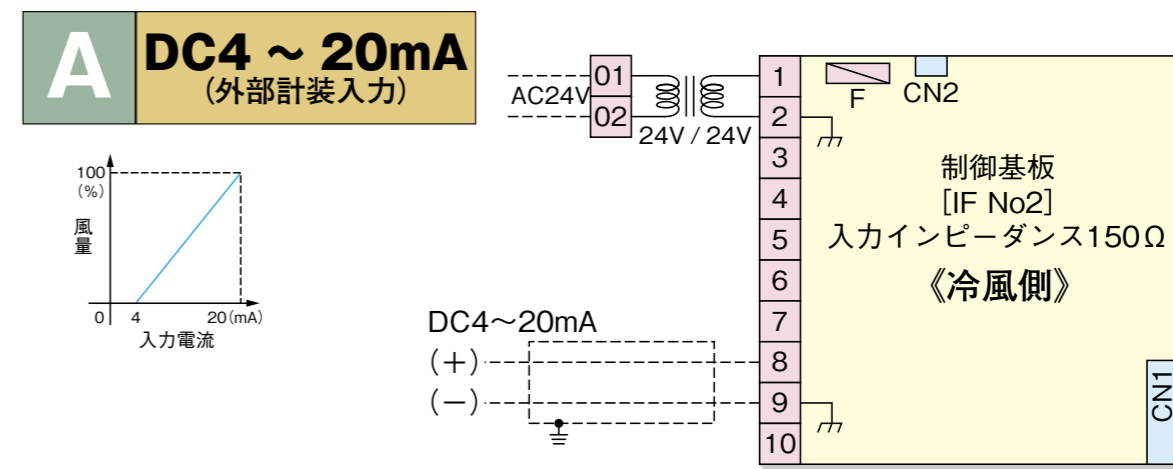 A
DC4 ~ 20mA
(外部計装入力)
100
(%)
風量
0
4
20(mA)
入力電流
AC24V
01
02
24V / 24V
DC4～20mA
(+)
(−)
1
2
3
4
5
6
7
8
9
10
F
CN2
制御基板
[IF No2]
入力インピーダンス150Ω
《冷風側》
CN1